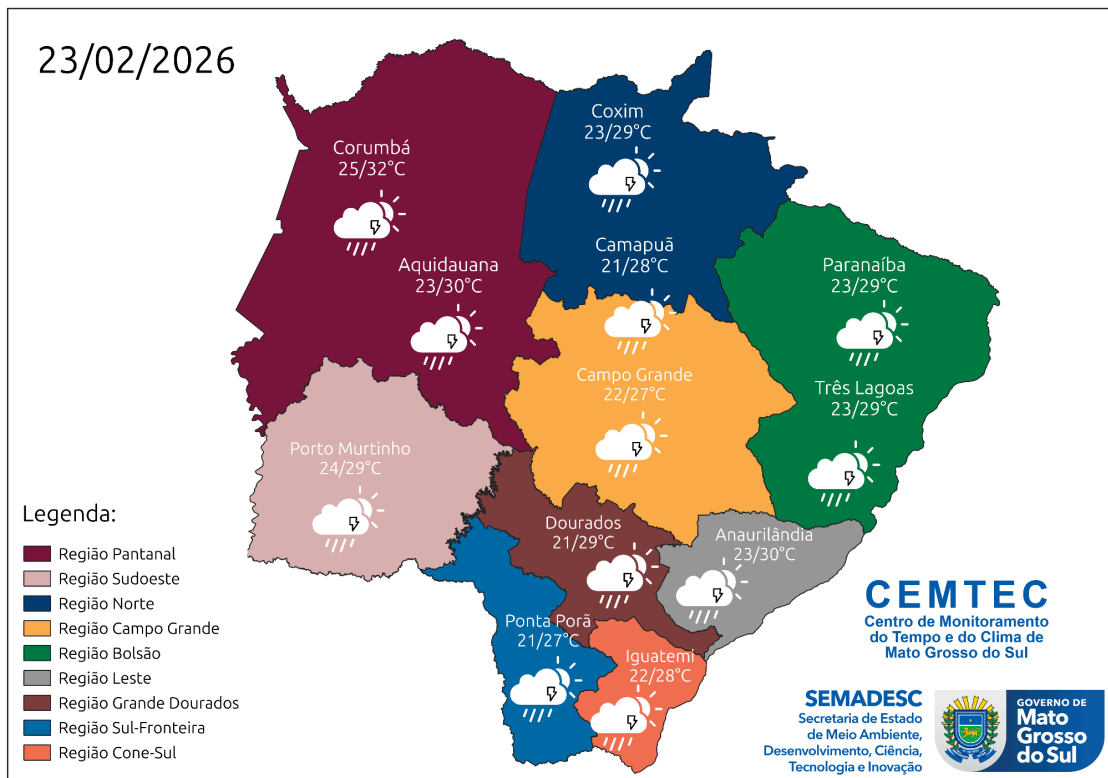 23/02/2026
Coxim
23/29°C
Corumbá
25/32°C
Camapuã
21/28°C
Aquidauana
23/30°C
Paranaíba
23/29°C
Campo Grande
22/27°C
Três Lagoas
23/29°C
Porto Murtinho
24/29°C
Dourados
21/29°C
Anaurilândia
23/30°C
Ponta Porã
21/27°C
Iguatemi
22/28°C
Legenda:
Região Pantanal
Região Sudoeste
Região Norte
Região Campo Grande
Região Bolsão
Região Leste
Região Grande Dourados
Região Sul-Fronteira
Região Cone-Sul
CEMTEC
Centro de Monitoramento
do Tempo e do Clima de
Mato Grosso do Sul
SEMADESC
Secretaria de Estado
de Meio Ambiente,
Desenvolvimento, Ciência,
Tecnologia e Inovação
GOVERNO DE
Mato
Grosso
do Sul